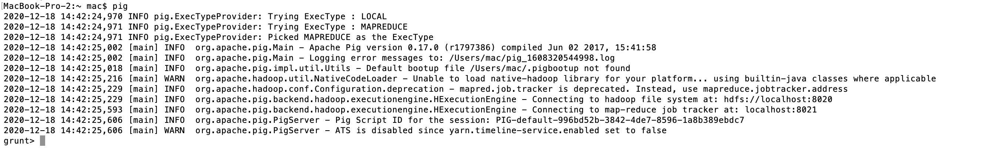 [MacBook-Pro-2:~ mac$ pig
2020-12-18 14:42:24,970 INFO pig.ExecTypeProvider: Trying ExecType : LOCAL
2020-12-18 14:42:24,971 INFO pig.ExecTypeProvider: Trying ExecType : MAPREDUCE
2020-12-18 14:42:24,971 INFO pig.ExecTypeProvider: Picked MAPREDUCE as the ExecType
2020-12-18 14:42:25,002 [main] INFO  org.apache.pig.Main - Apache Pig version 0.17.0 (r1797386) compiled Jun 02 2017, 15:41:58
2020-12-18 14:42:25,002 [main] INFO  org.apache.pig.Main - Logging error messages to: /Users/mac/pig_1608320544998.log
2020-12-18 14:42:25,018 [main] INFO  org.apache.pig.impl.util.Utils - Default bootup file /Users/mac/.pigbootup not found
2020-12-18 14:42:25,216 [main] WARN  org.apache.hadoop.util.NativeCodeLoader - Unable to load native-hadoop library for your platform... using builtin-java classes where applicable
2020-12-18 14:42:25,229 [main] INFO  org.apache.hadoop.conf.Configuration.deprecation - mapred.job.tracker is deprecated. Instead, use mapreduce.jobtracker.address
2020-12-18 14:42:25,229 [main] INFO  org.apache.pig.backend.hadoop.executionengine.HExecutionEngine - Connecting to hadoop file system at: hdfs://localhost:8020
2020-12-18 14:42:25,593 [main] INFO  org.apache.pig.backend.hadoop.executionengine.HExecutionEngine - Connecting to map-reduce job tracker at: localhost:8021
2020-12-18 14:42:25,606 [main] INFO  org.apache.pig.PigServer - Pig Script ID for the session: PIG-default-996bd52b-3842-4de7-8596-1a8b389ebdc7
2020-12-18 14:42:25,606 [main] WARN  org.apache.pig.PigServer - ATS is disabled since yarn.timeline-service.enabled set to false
grunt>